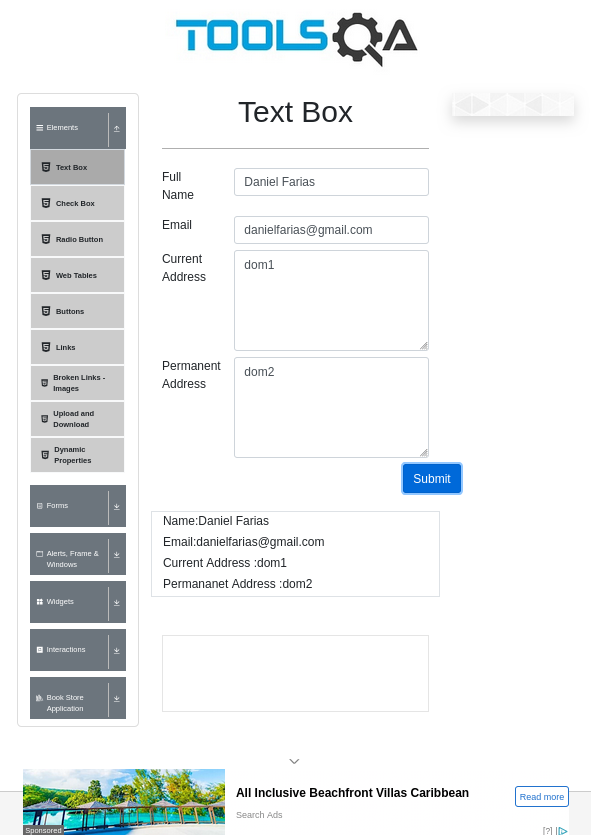 TOOLSQA
Elements
Text Box
Check Box
Radio Button
Web Tables
Buttons
Links
Broken Links -
Images
Upload and
Download
Dynamic
Properties
Forms
Alerts, Frame &
Windows
Widgets
Interactions
Book Store
Application
Text Box
Full
Name
Daniel Farias
Email
danielfarias@gmail.com
Current
Address
dom1
Permanent
Address
dom2
Submit
Name:Daniel Farias
Email:danielfarias@gmail.com
Current Address :dom1
Permananet Address :dom2
Sponsored
All Inclusive Beachfront Villas Caribbean
Search Ads
Read more
[?]